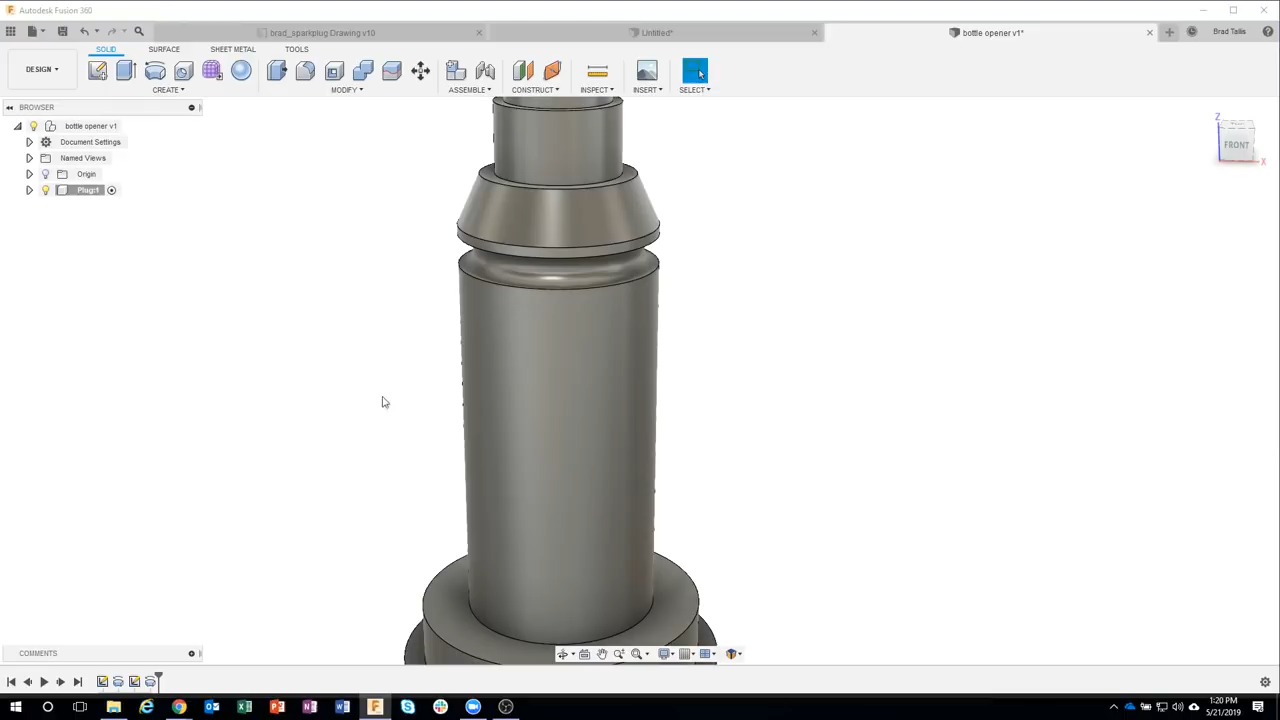 Autodesk Fusion 360
brad_sparkplug Drawing v10
Untitled*
bottle opener v1*
Brad Tallis
DESIGN
SOLID
SURFACE
SHEET METAL
TOOLS
CREATE
MODIFY
ASSEMBLE
CONSTRUCT
INSPECT
INSERT
SELECT
BROWSER
bottle opener v1
Document Settings
Named Views
Origin
Plug:1
Z
FRONT
X
COMMENTS
1:20 PM
5/21/2019